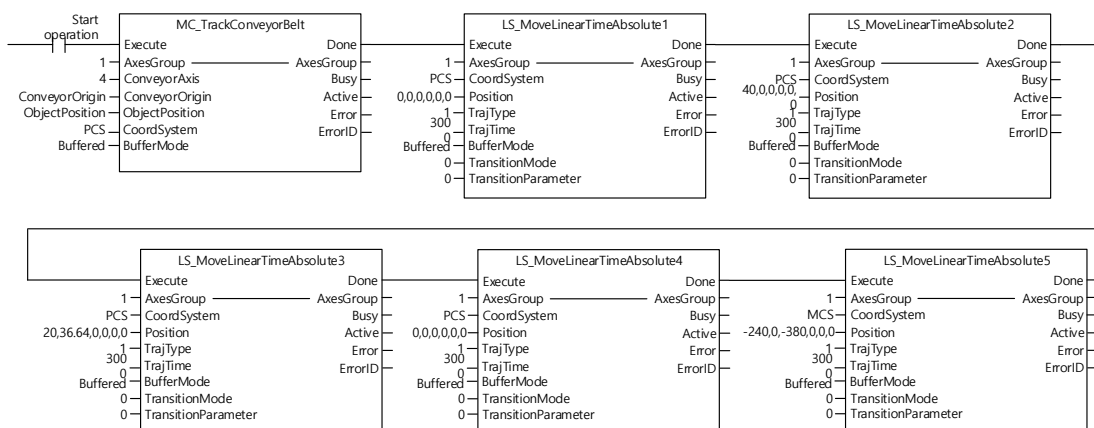 Start
operation
MC_TrackConveyorBelt
Execute Done
1 AxesGroup AxesGroup
4 ConveyorAxis Busy
ConveyorOrigin ConveyorOrigin Active
ObjectPosition ObjectPosition Error
PCS CoordSystem ErrorID
Buffered BufferMode
LS_MoveLinearTimeAbsolute1
Execute Done
1 AxesGroup AxesGroup
PCS CoordSystem Busy
0,0,0,0,0,0 Position Active
1 TrajType Error
300
0 TrajTime ErrorID
Buffered BufferMode
0 TransitionMode
0 TransitionParameter
LS_MoveLinearTimeAbsolute2
Execute Done
1 AxesGroup AxesGroup
PCS CoordSystem Busy
40,0,0,0,0,
0 Position Active
1 TrajType Error
300
0 TrajTime ErrorID
Buffered BufferMode
0 TransitionMode
0 TransitionParameter
LS_MoveLinearTimeAbsolute3
Execute Done
1 AxesGroup AxesGroup
PCS CoordSystem Busy
20,36.64,0,0,0,0 Position Active
1 TrajType Error
300
0 TrajTime ErrorID
Buffered BufferMode
0 TransitionMode
0 TransitionParameter
LS_MoveLinearTimeAbsolute4
Execute Done
1 AxesGroup AxesGroup
PCS CoordSystem Busy
0,0,0,0,0,0 Position Active
1 TrajType Error
300
0 TrajTime ErrorID
Buffered BufferMode
0 TransitionMode
0 TransitionParameter
LS_MoveLinearTimeAbsolute5
Execute Done
1 AxesGroup AxesGroup
MCS CoordSystem Busy
-240,0,-380,0,0,0 Position Active
1 TrajType Error
300
0 TrajTime ErrorID
Buffered BufferMode
0 TransitionMode
0 TransitionParameter